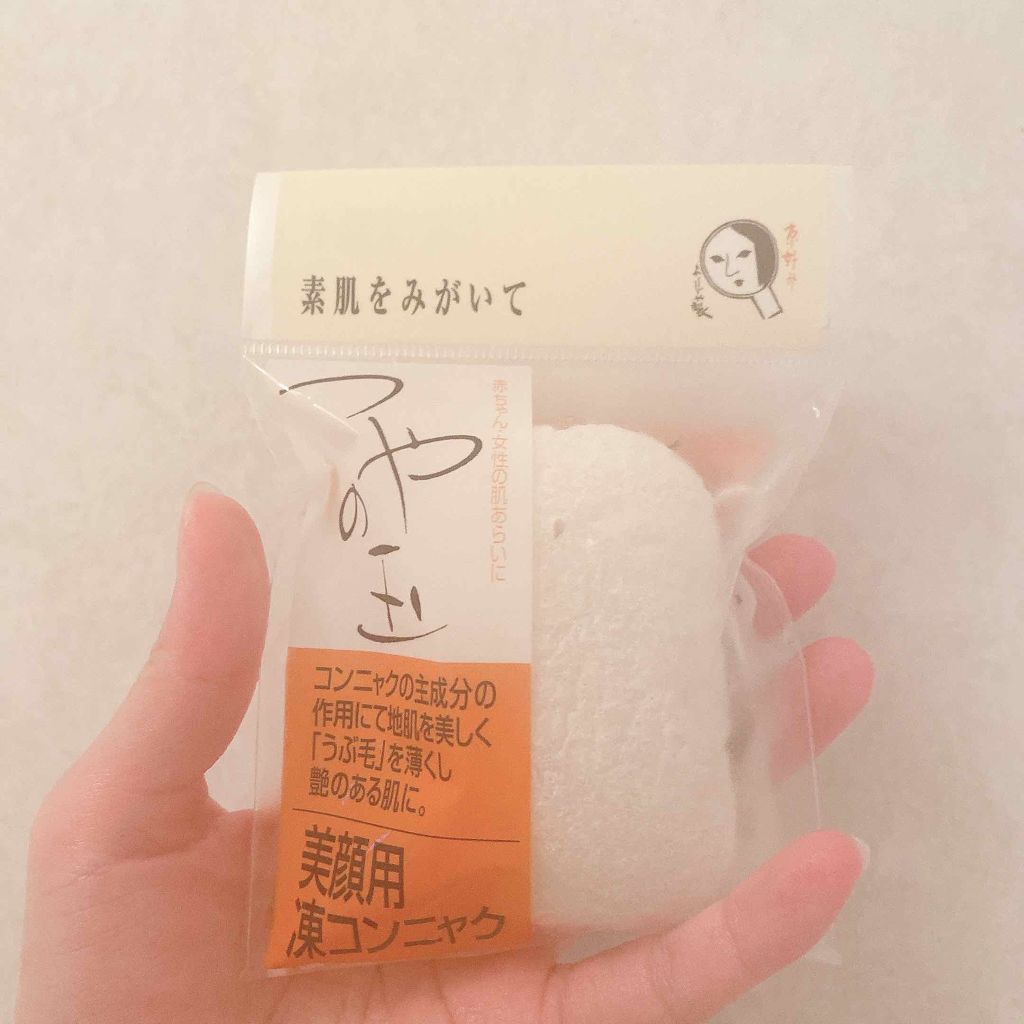 素肌をみがいて
よーじ藝
つやの玉
赤ちゃん・女性の肌あらいに
コンニャクの主成分の
作用にて地肌を美しく
「うぶ毛」を薄くし
艶のある肌に。
美顔用
凍コンニャク